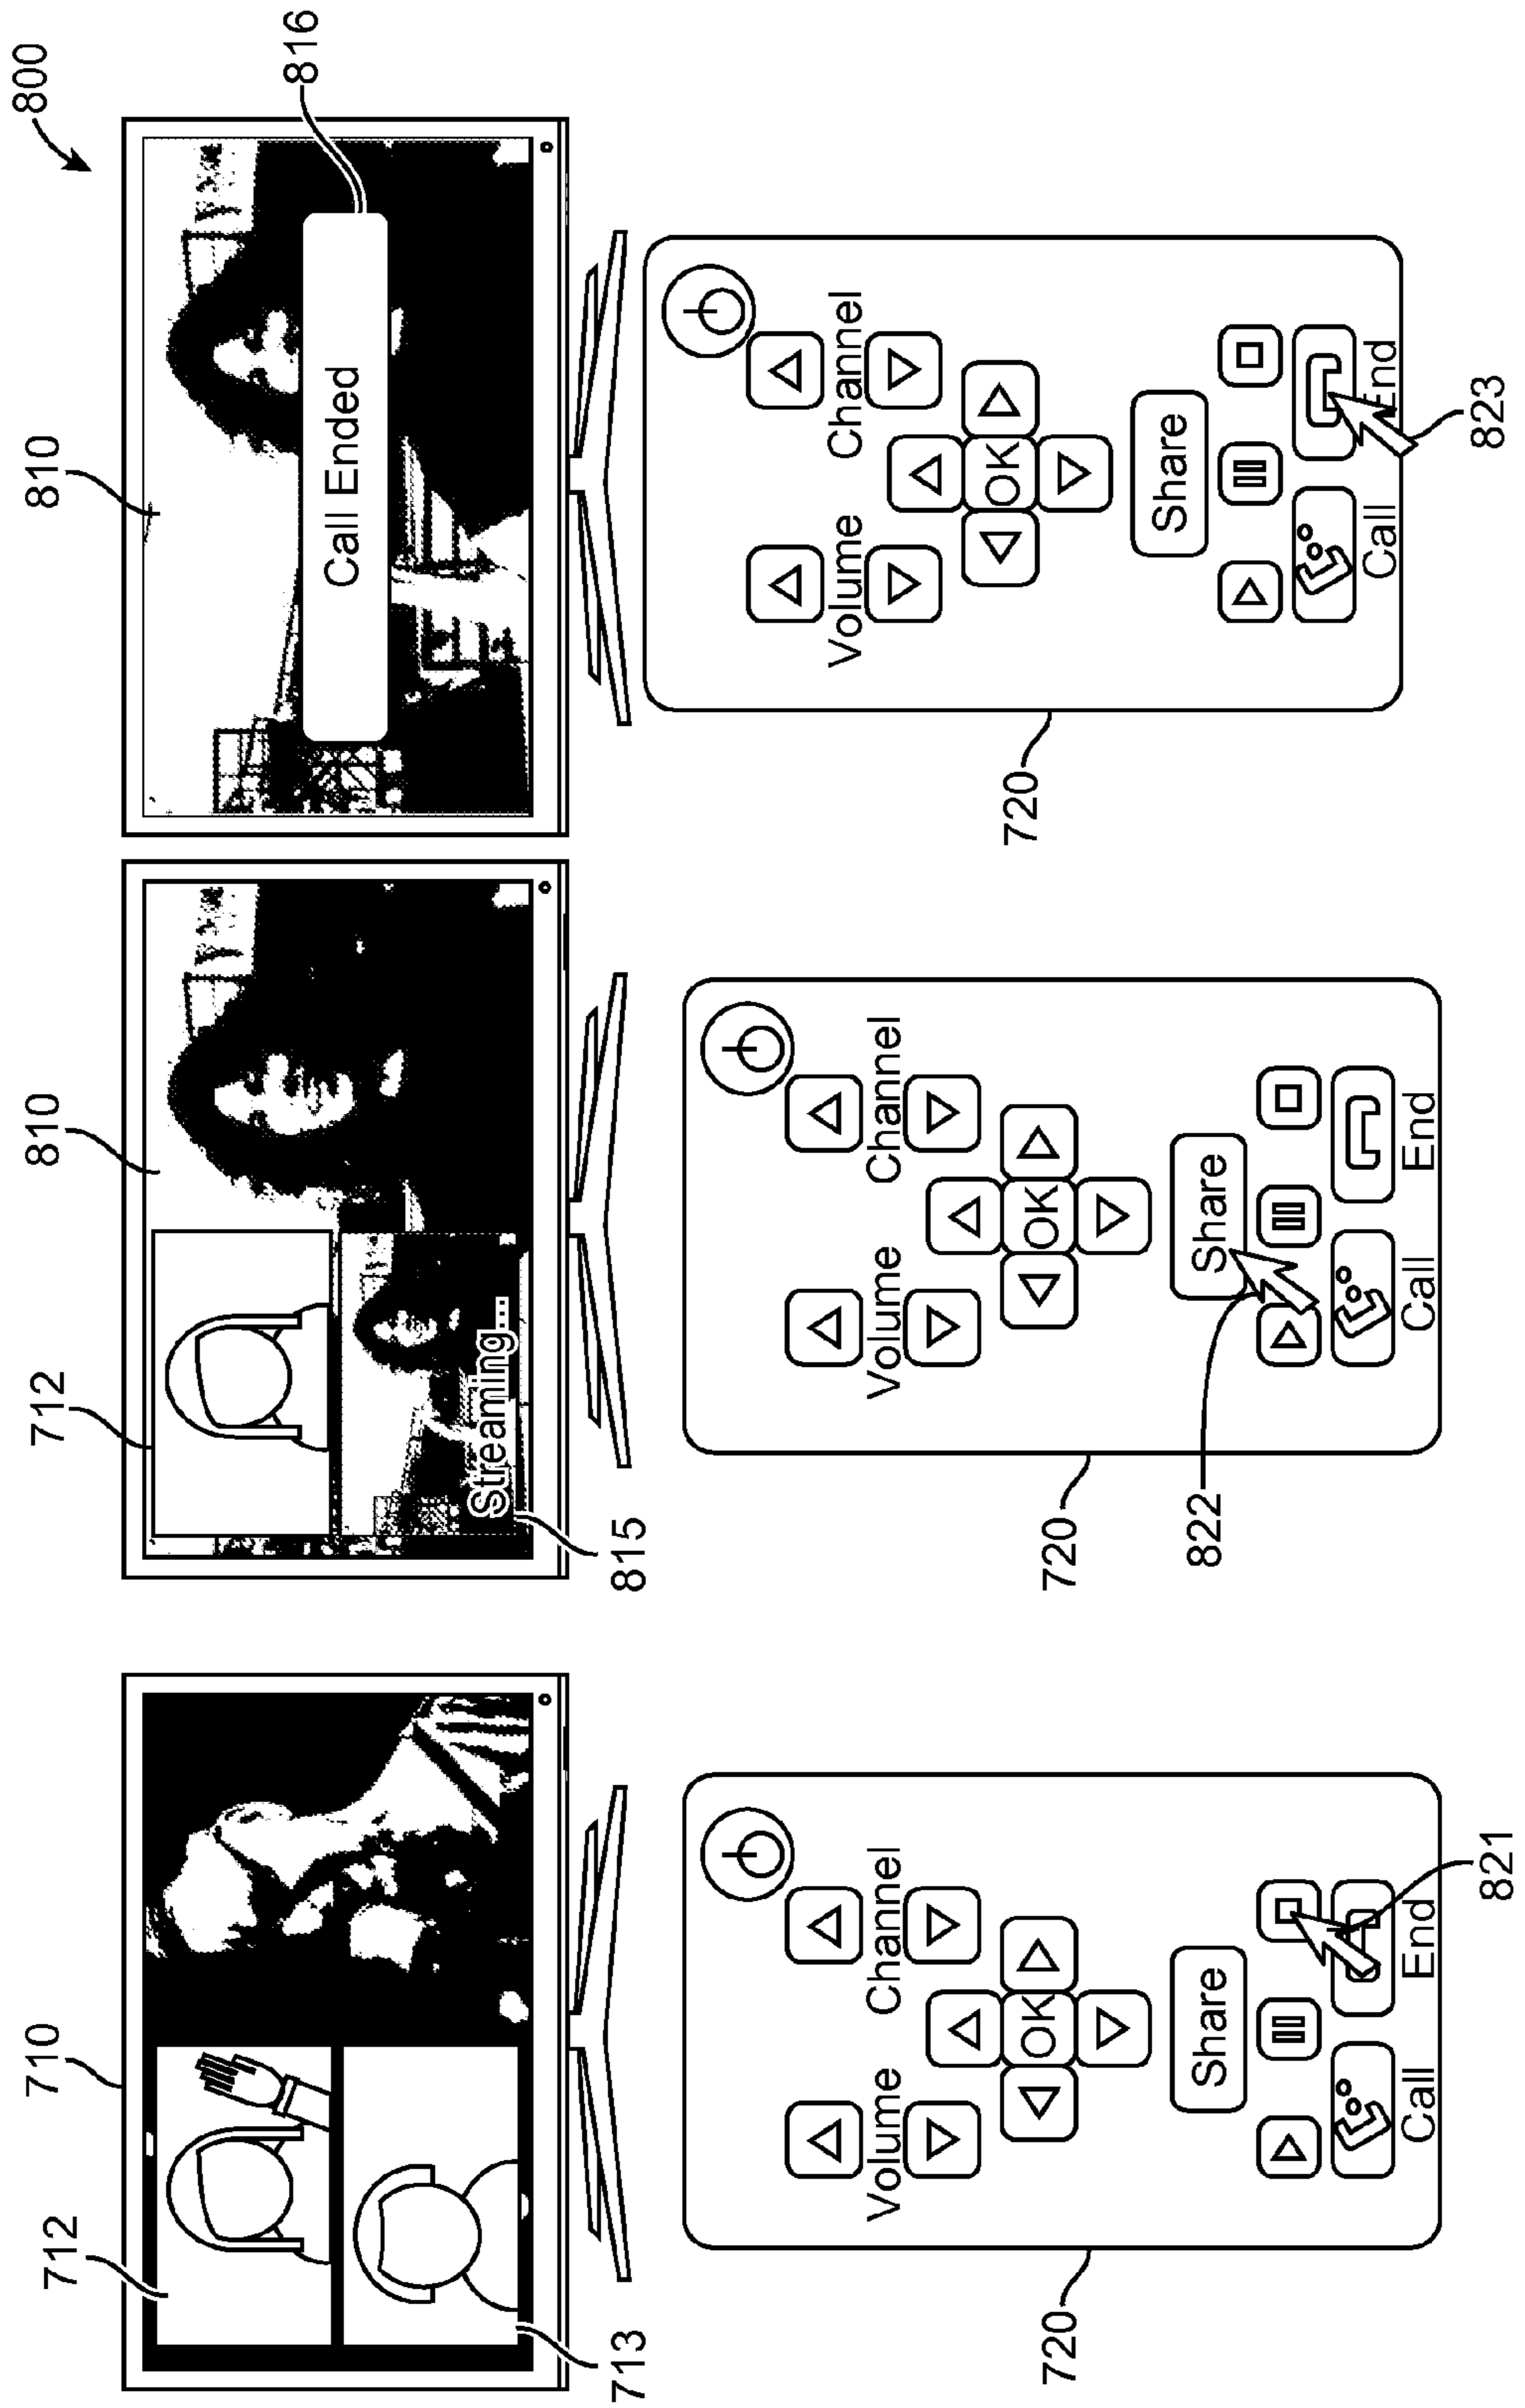 800
710
712
713
720
Volume
Channel
OK
Share
Call
End
821
712
810
Streaming...
815
720
Volume
Channel
OK
Share
822
Call
End
810
816
Call Ended
720
Volume
Channel
OK
Share
Call
End
823